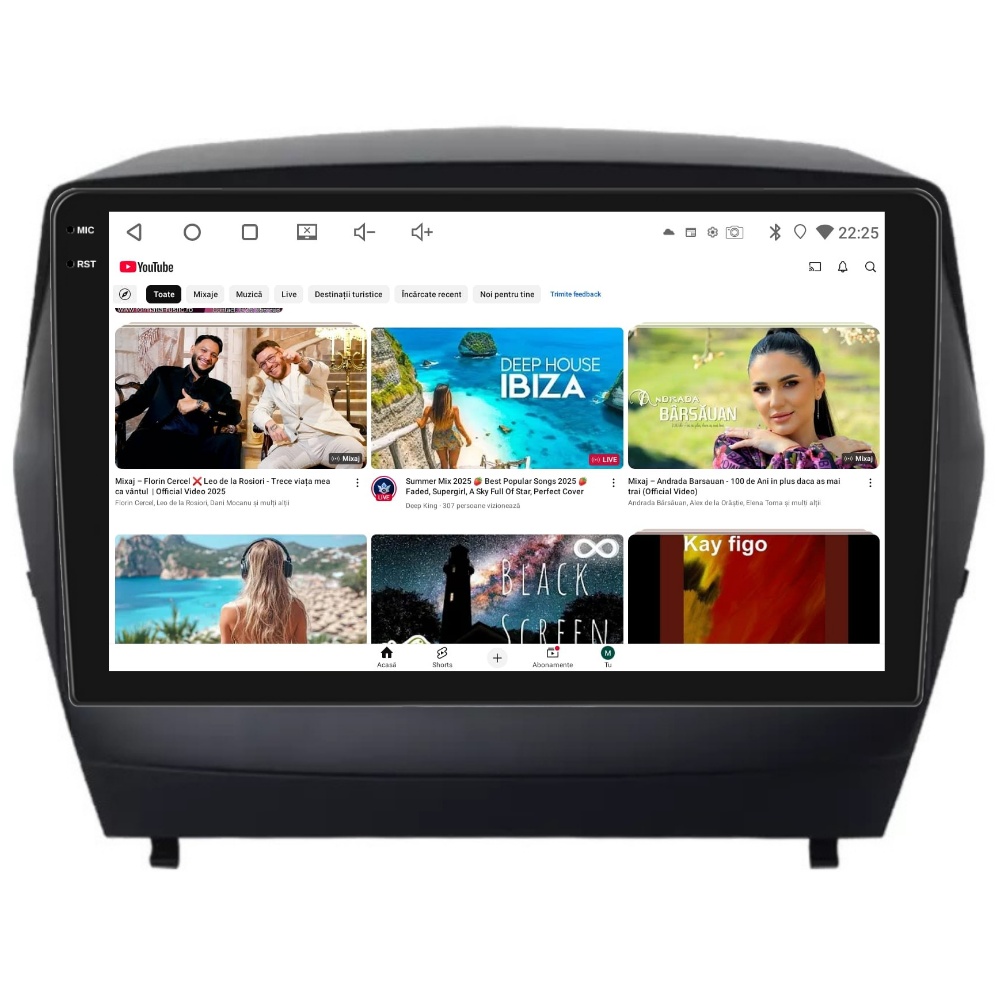 MIC
RST
22:25
YouTube
Toate
Mixaje
Muzică
Live
Destinații turistice
Încărcate recent
Noi pentru tine
Trimite feedback
Mixaj
DEEP HOUSE
IBIZA
LIVE
ANDRADA
BÂRSĂUAN
Mixaj
Mixaj – Florin Cercel ❌ Leo de la Rosiori - Trece viața mea
ca vântul | Official Video 2025
Florin Cercel, Leo de la Rosiori, Dani Mocanu și mulți alții
LIVE
Summer Mix 2025 🍓 Best Popular Songs 2025 🍓
Faded, Supergirl, A Sky Full Of Star, Perfect Cover
Deep King · 307 persoane vizionează
Mixaj – Andrada Barsauan - 100 de Ani in plus daca as mai
trai (Official Video)
Andrada Bârsăuan, Alex de la Orăștie, Elena Toma și mulți alții
BLACK
SCREEN
Kay figo
Acasă
Shorts
Abonamente
M
Tu